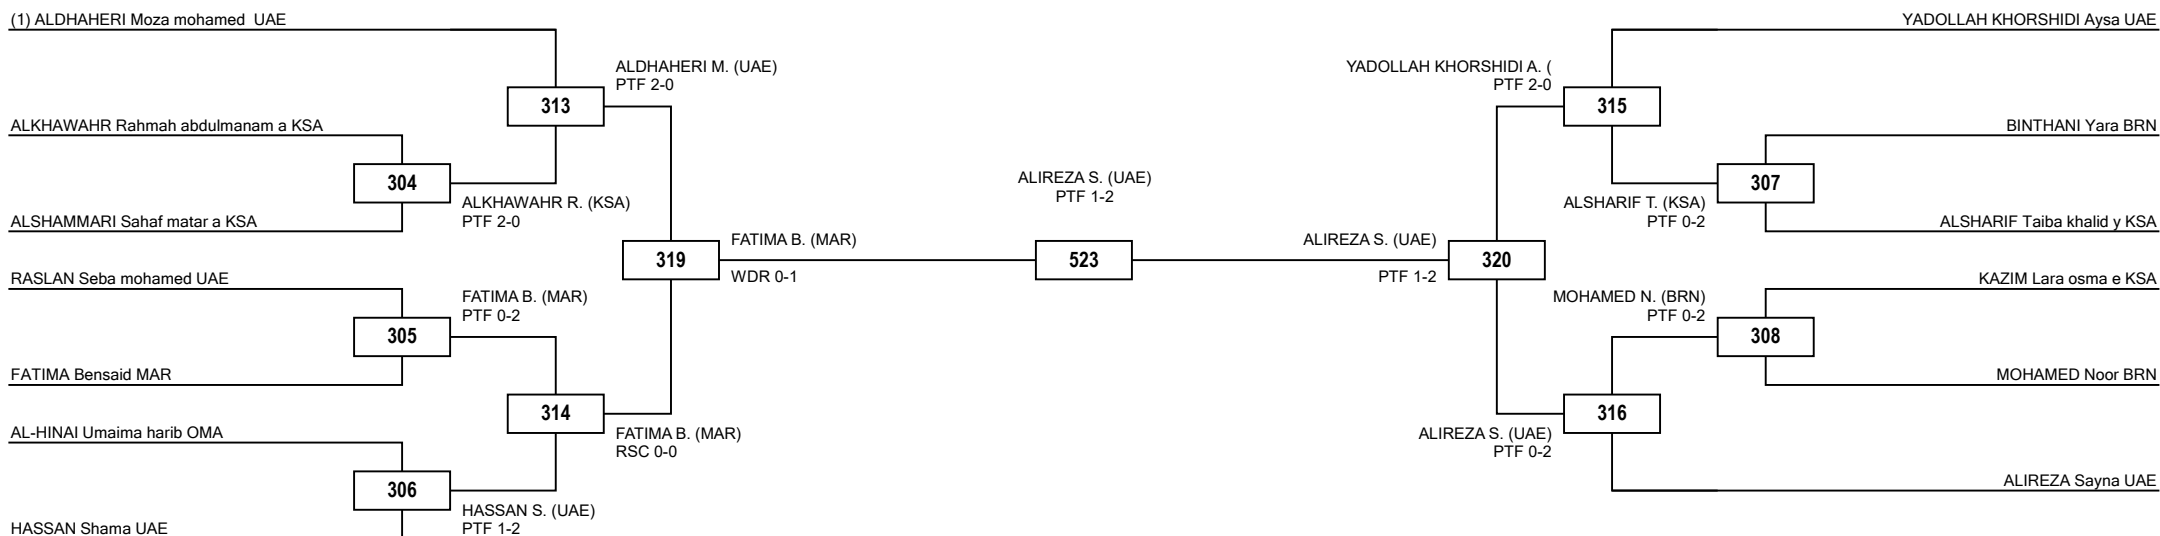 (1) ALDHAHERI Moza mohamed  UAE
YADOLLAH KHORSHIDI Aysa UAE
ALDHAHERI M. (UAE)
PTF 2-0
YADOLLAH KHORSHIDI A. (
PTF 2-0
313
315
ALKHAWAHR Rahmah abdulmanam a KSA
BINTHANI Yara BRN
304
307
ALIREZA S. (UAE)
PTF 1-2
ALKHAWAHR R. (KSA)
PTF 2-0
ALSHARIF T. (KSA)
PTF 0-2
ALSHAMMARI Sahaf matar a KSA
ALSHARIF Taiba khalid y KSA
FATIMA B. (MAR)
WDR 0-1
319
523
ALIREZA S. (UAE)
PTF 1-2
320
RASLAN Seba mohamed UAE
KAZIM Lara osma e KSA
FATIMA B. (MAR)
PTF 0-2
MOHAMED N. (BRN)
PTF 0-2
305
308
FATIMA Bensaid MAR
MOHAMED Noor BRN
314
316
AL-HINAI Umaima harib OMA
FATIMA B. (MAR)
RSC 0-0
ALIREZA S. (UAE)
PTF 0-2
306
ALIREZA Sayna UAE
HASSAN S. (UAE)
PTF 1-2
HASSAN Shama UAE